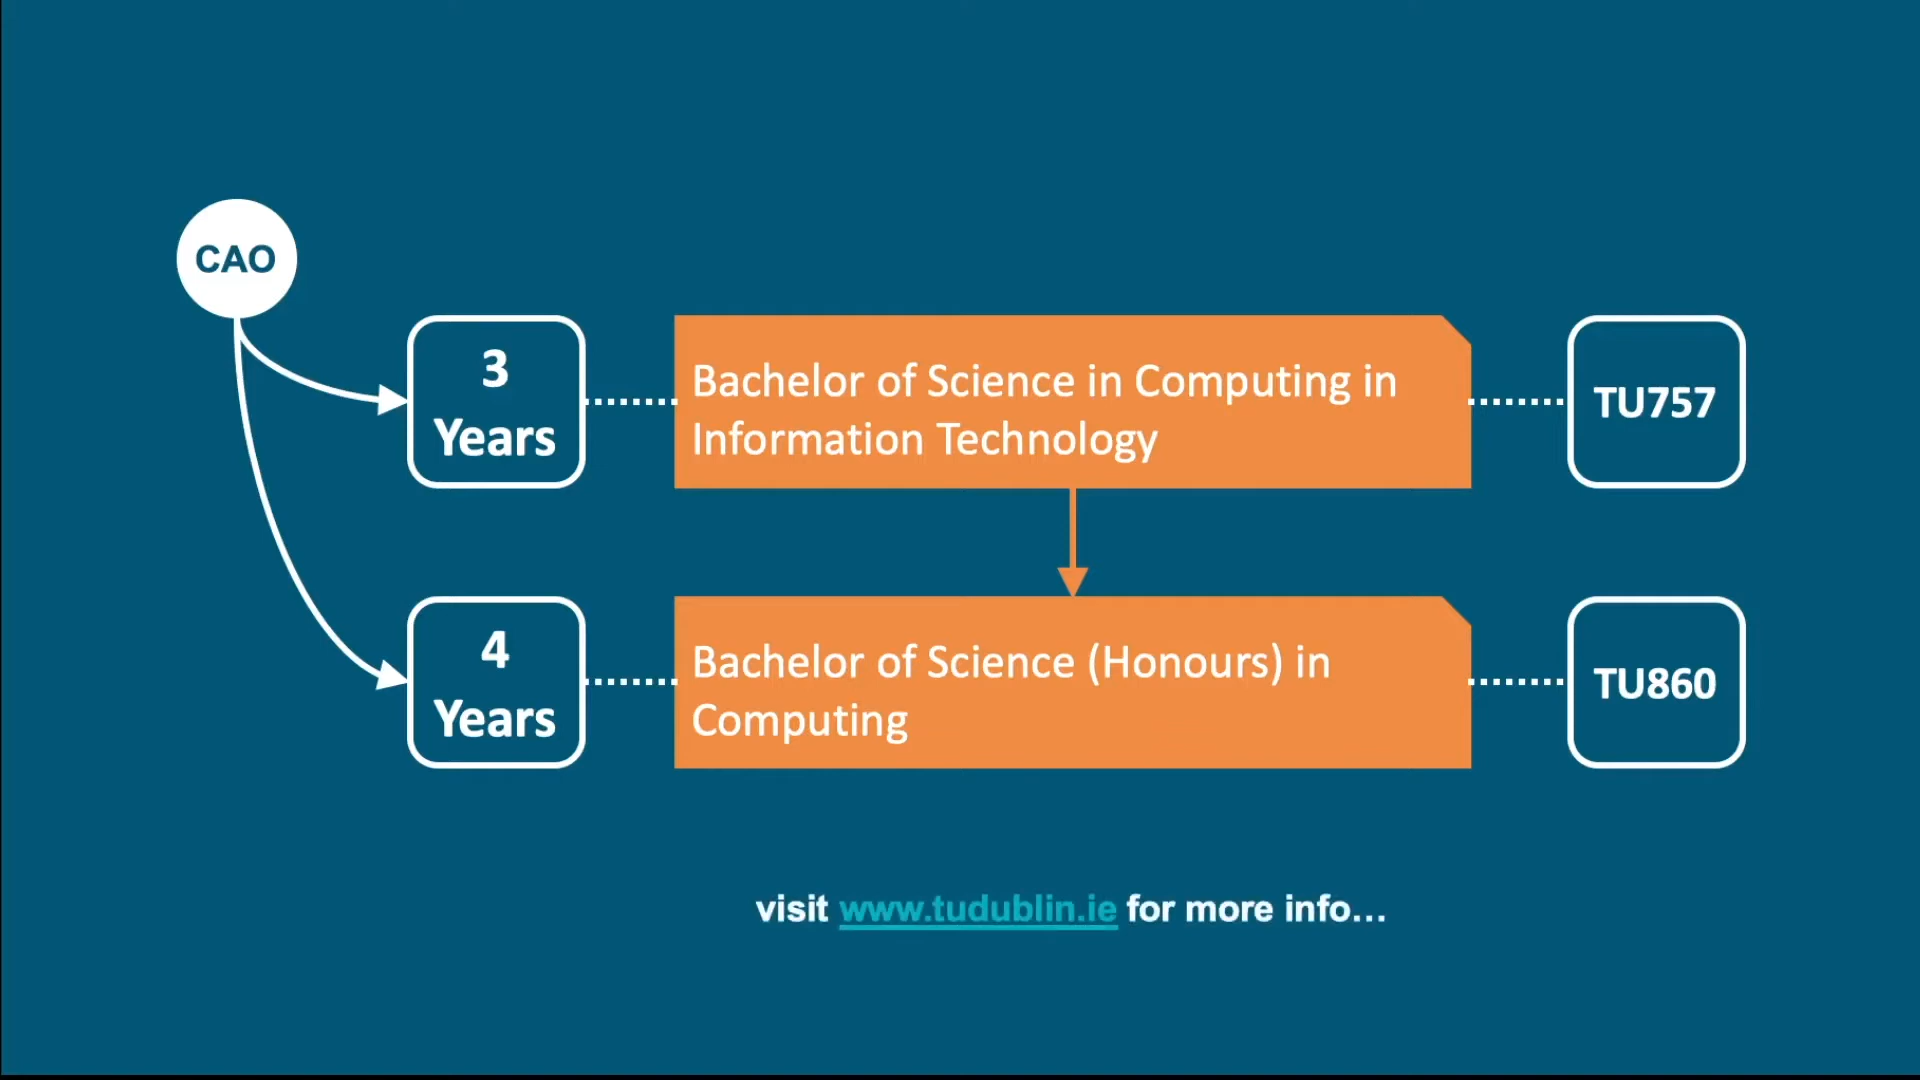 CAO
3
Years
Bachelor of Science in Computing in
Information Technology
TU757
4
Years
Bachelor of Science (Honours) in
Computing
TU860
visit www.tudublin.ie for more info...